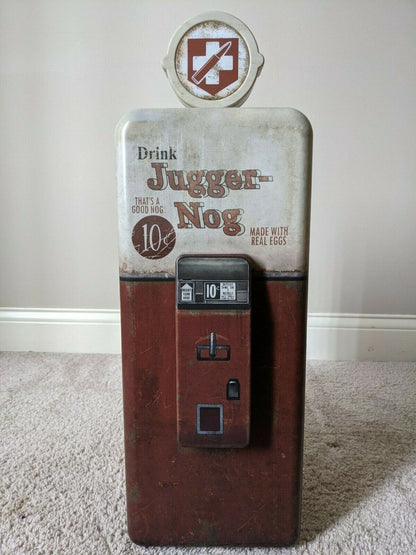 Drink
Jugger-
Nog
THAT'S A
GOOD NOG
10¢
MADE WITH
REAL EGGS
10¢